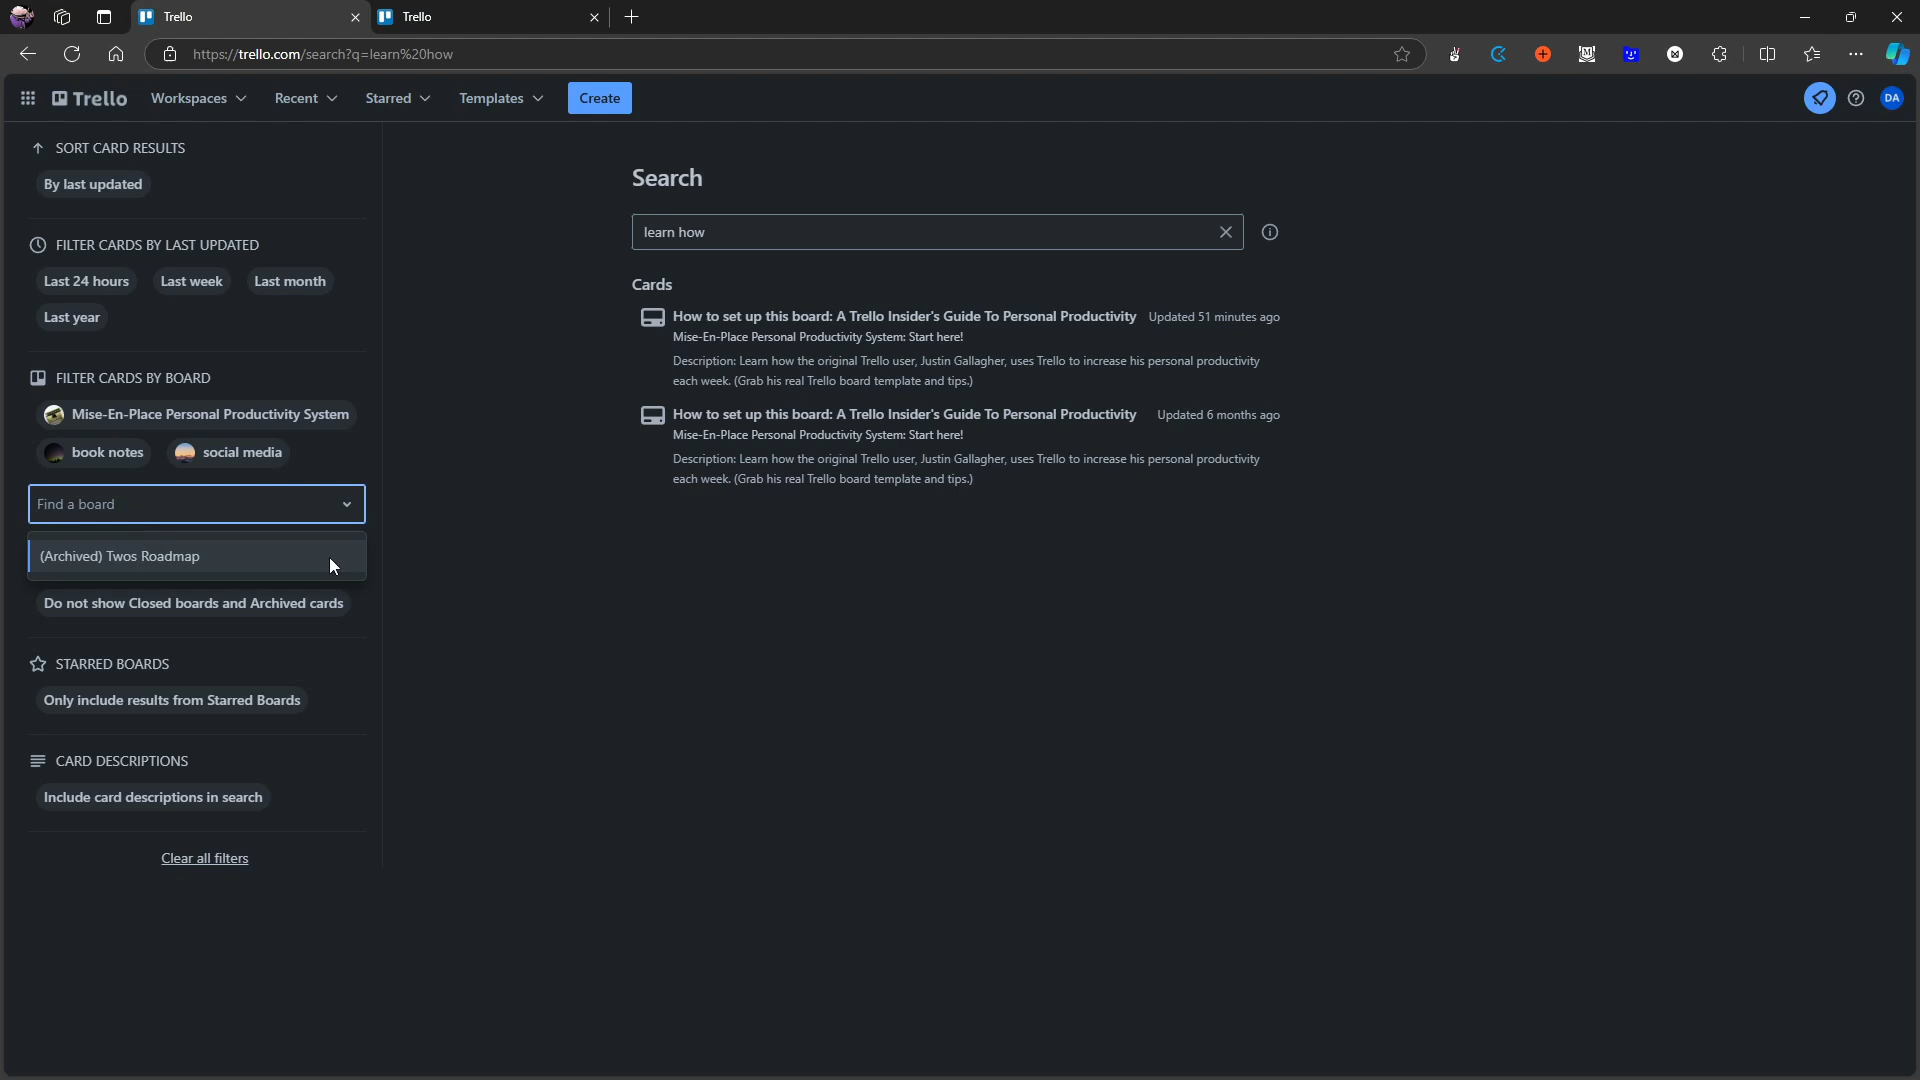 Trello
Trello
https://trello.com/search?q=learn%20how
Trello
Workspaces
Recent
Starred
Templates
Create
DA
SORT CARD RESULTS
By last updated
FILTER CARDS BY LAST UPDATED
Last 24 hours
Last week
Last month
Last year
FILTER CARDS BY BOARD
Mise-En-Place Personal Productivity System
book notes
social media
Find a board
(Archived) Twos Roadmap
Do not show Closed boards and Archived cards
STARRED BOARDS
Only include results from Starred Boards
CARD DESCRIPTIONS
Include card descriptions in search
Clear all filters
Search
learn how
Cards
How to set up this board: A Trello Insider's Guide To Personal Productivity Updated 51 minutes ago
Mise-En-Place Personal Productivity System: Start here!
Description: Learn how the original Trello user, Justin Gallagher, uses Trello to increase his personal productivity
each week. (Grab his real Trello board template and tips.)
How to set up this board: A Trello Insider's Guide To Personal Productivity Updated 6 months ago
Mise-En-Place Personal Productivity System: Start here!
Description: Learn how the original Trello user, Justin Gallagher, uses Trello to increase his personal productivity
each week. (Grab his real Trello board template and tips.)